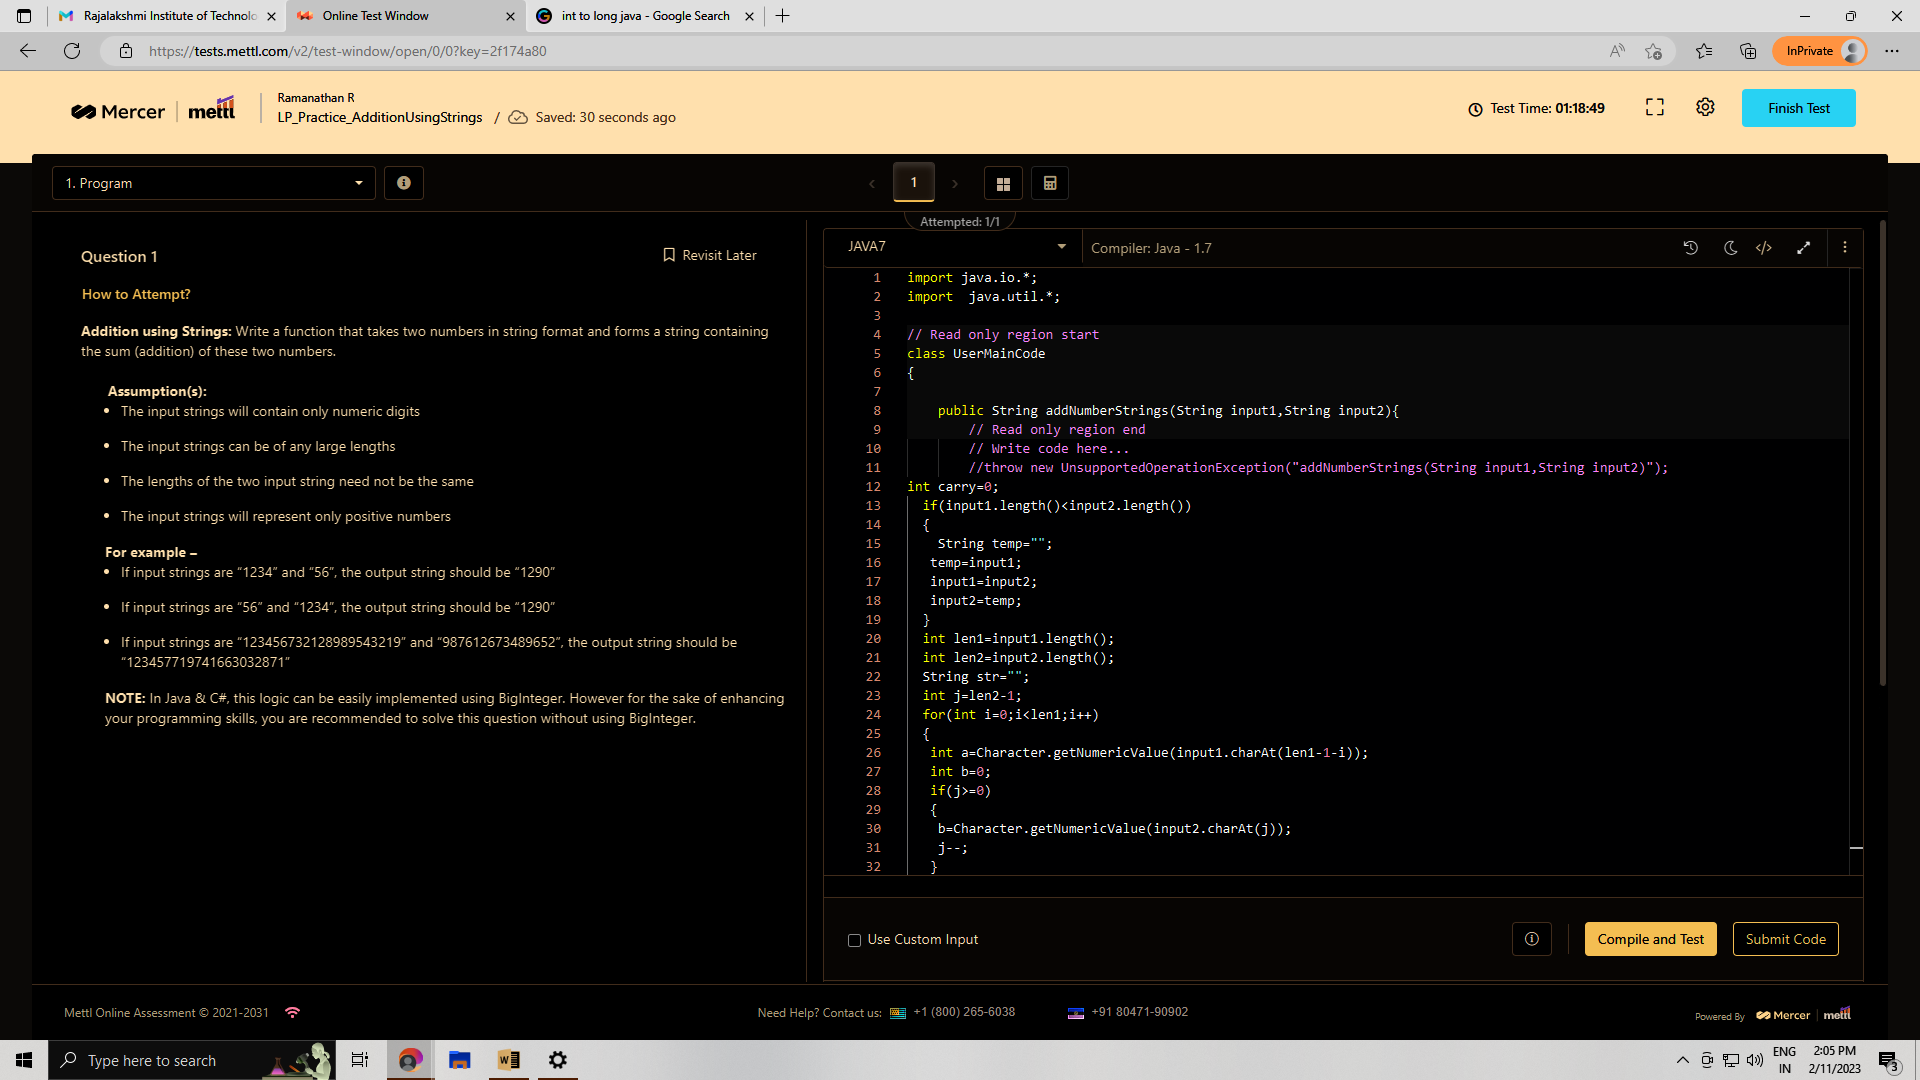 Rajalakshmi Institute of Technolo
Online Test Window
int to long java - Google Search
https://tests.mettl.com/v2/test-window/open/0/0?key=2f174a80
InPrivate
Mercer
mettl
Ramanathan R
LP_Practice_AdditionUsingStrings / Saved: 30 seconds ago
Test Time: 01:18:49
Finish Test
1. Program
1
Attempted: 1/1
Question 1
Revisit Later
How to Attempt?
Addition using Strings: Write a function that takes two numbers in string format and forms a string containing
the sum (addition) of these two numbers.
Assumption(s):
• The input strings will contain only numeric digits
• The input strings can be of any large lengths
• The lengths of the two input string need not be the same
• The input strings will represent only positive numbers
For example –
• If input strings are “1234” and “56”, the output string should be “1290”
• If input strings are “56” and “1234”, the output string should be “1290”
• If input strings are “123456732128989543219” and “987612673489652”, the output string should be
“123457719741663032871”
NOTE: In Java & C#, this logic can be easily implemented using BigInteger. However for the sake of enhancing
your programming skills, you are recommended to solve this question without using BigInteger.
JAVA7
Compiler: Java - 1.7
1 import java.io.*;
2 import  java.util.*;
3
4 // Read only region start
5 class UserMainCode
6 {
7
8     public String addNumberStrings(String input1,String input2){
9         // Read only region end
10         // Write code here...
11         //throw new UnsupportedOperationException("addNumberStrings(String input1,String input2)");
12 int carry=0;
13   if(input1.length()<input2.length())
14   {
15     String temp="";
16    temp=input1;
17    input1=input2;
18    input2=temp;
19   }
20   int len1=input1.length();
21   int len2=input2.length();
22   String str="";
23   int j=len2-1;
24   for(int i=0;i<len1;i++)
25   {
26    int a=Character.getNumericValue(input1.charAt(len1-1-i));
27    int b=0;
28    if(j>=0)
29    {
30     b=Character.getNumericValue(input2.charAt(j));
31     j--;
32    }
Use Custom Input
Compile and Test
Submit Code
Mettl Online Assessment © 2021-2031
Need Help? Contact us: +1 (800) 265-6038
+91 80471-90902
Powered By Mercer mettl
Type here to search
ENG
IN
2:05 PM
2/11/2023
3